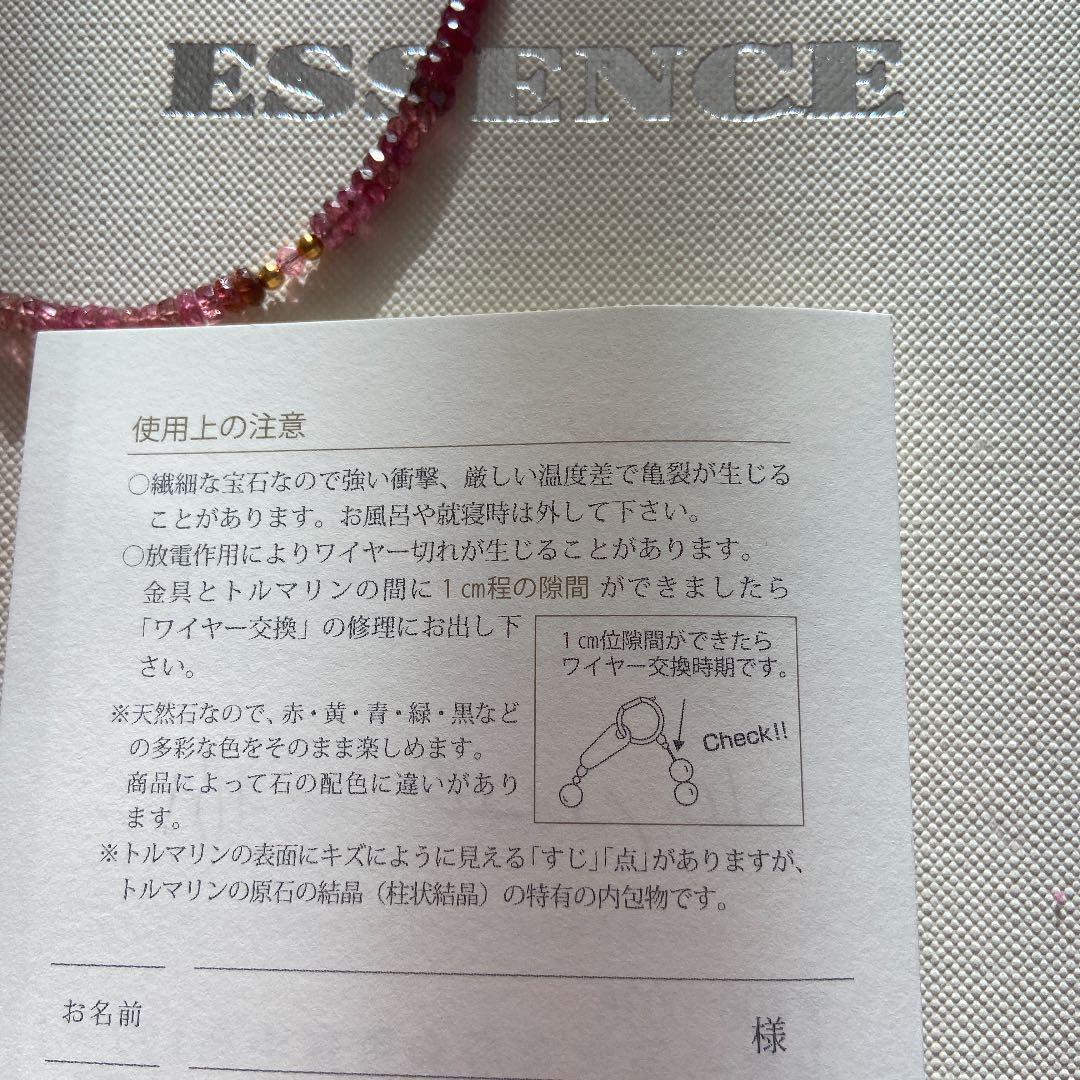 ESSENCE
使用上の注意
○繊細な宝石なので強い衝撃、厳しい温度差で亀裂が生じる
ことがあります。お風呂や就寝時は外して下さい。
○放電作用によりワイヤー切れが生じることがあります。
金具とトルマリンの間に1㎝程の隙間ができましたら
「ワイヤー交換」の修理にお出し下
さい。
1㎝位隙間ができたら
ワイヤー交換時期です。
Check!!
※天然石なので、赤・黄・青・緑・黒など
の多彩な色をそのまま楽しめます。
商品によって石の配色に違いがあり
ます。
※トルマリンの表面にキズにように見える「すじ」「点」がありますが、
トルマリンの原石の結晶（柱状結晶）の特有の内包物です。
お名前 様